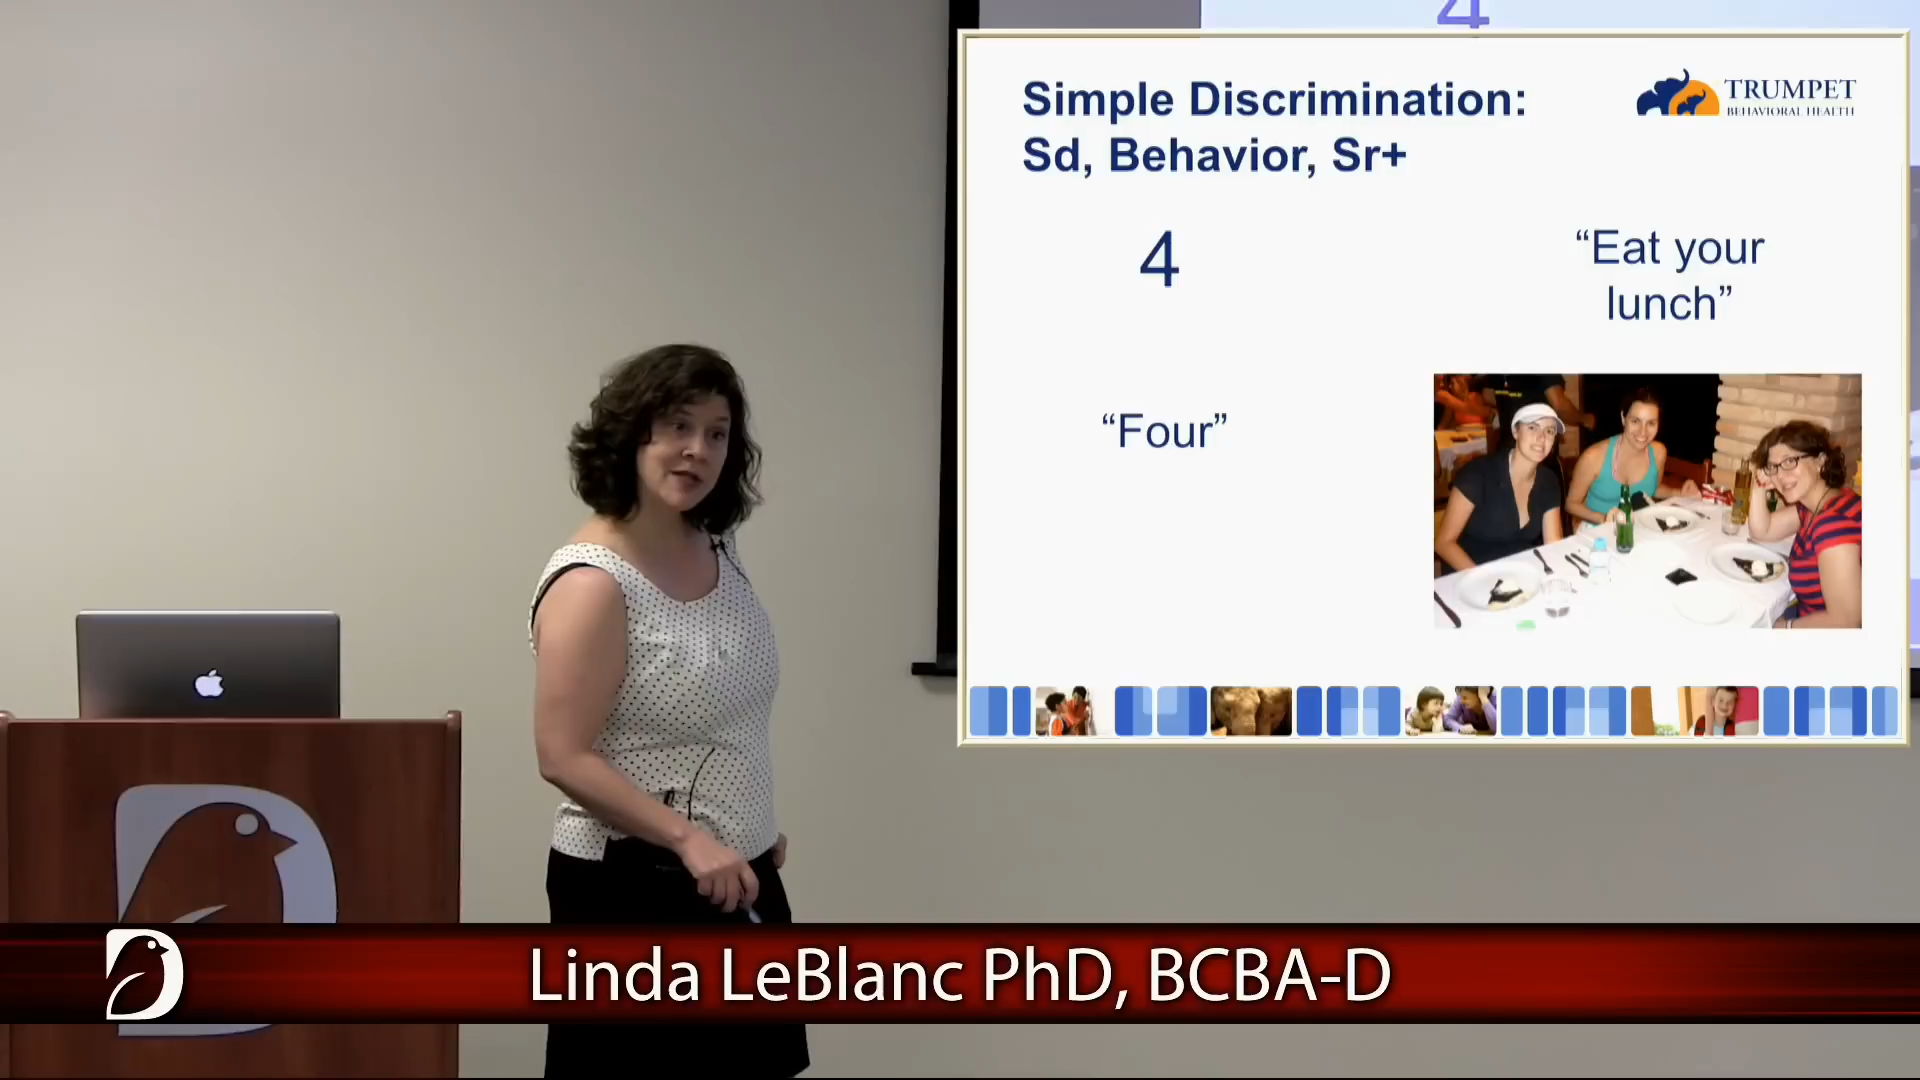 4
Simple Discrimination:
Sd, Behavior, Sr+
TRUMPET
BEHAVIORAL HEALTH
4
“Eat your
lunch”
“Four”
Linda LeBlanc PhD, BCBA-D